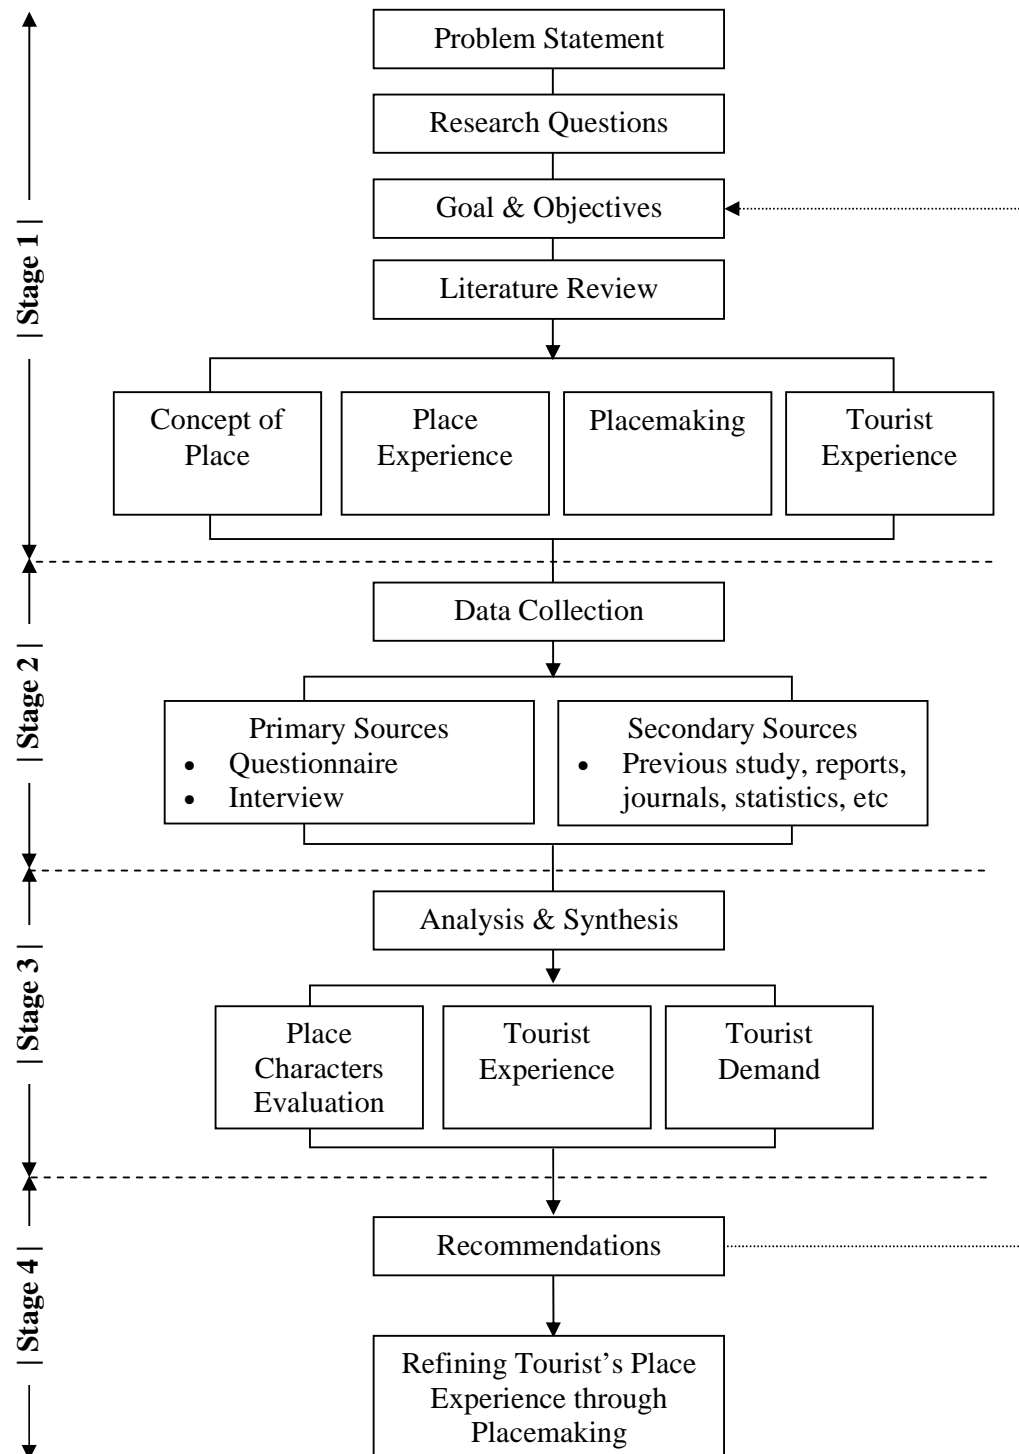 Problem Statement
Research Questions
Goal & Objectives
Literature Review
| Stage 1 |
Concept of
Place
Place
Experience
Placemaking
Tourist
Experience
Data Collection
| Stage 2 |
Primary Sources
• Questionnaire
• Interview
Secondary Sources
• Previous study, reports,
journals, statistics, etc
Analysis & Synthesis
| Stage 3 |
Place
Characters
Evaluation
Tourist
Experience
Tourist
Demand
Recommendations
| Stage 4 |
Refining Tourist’s Place
Experience through
Placemaking